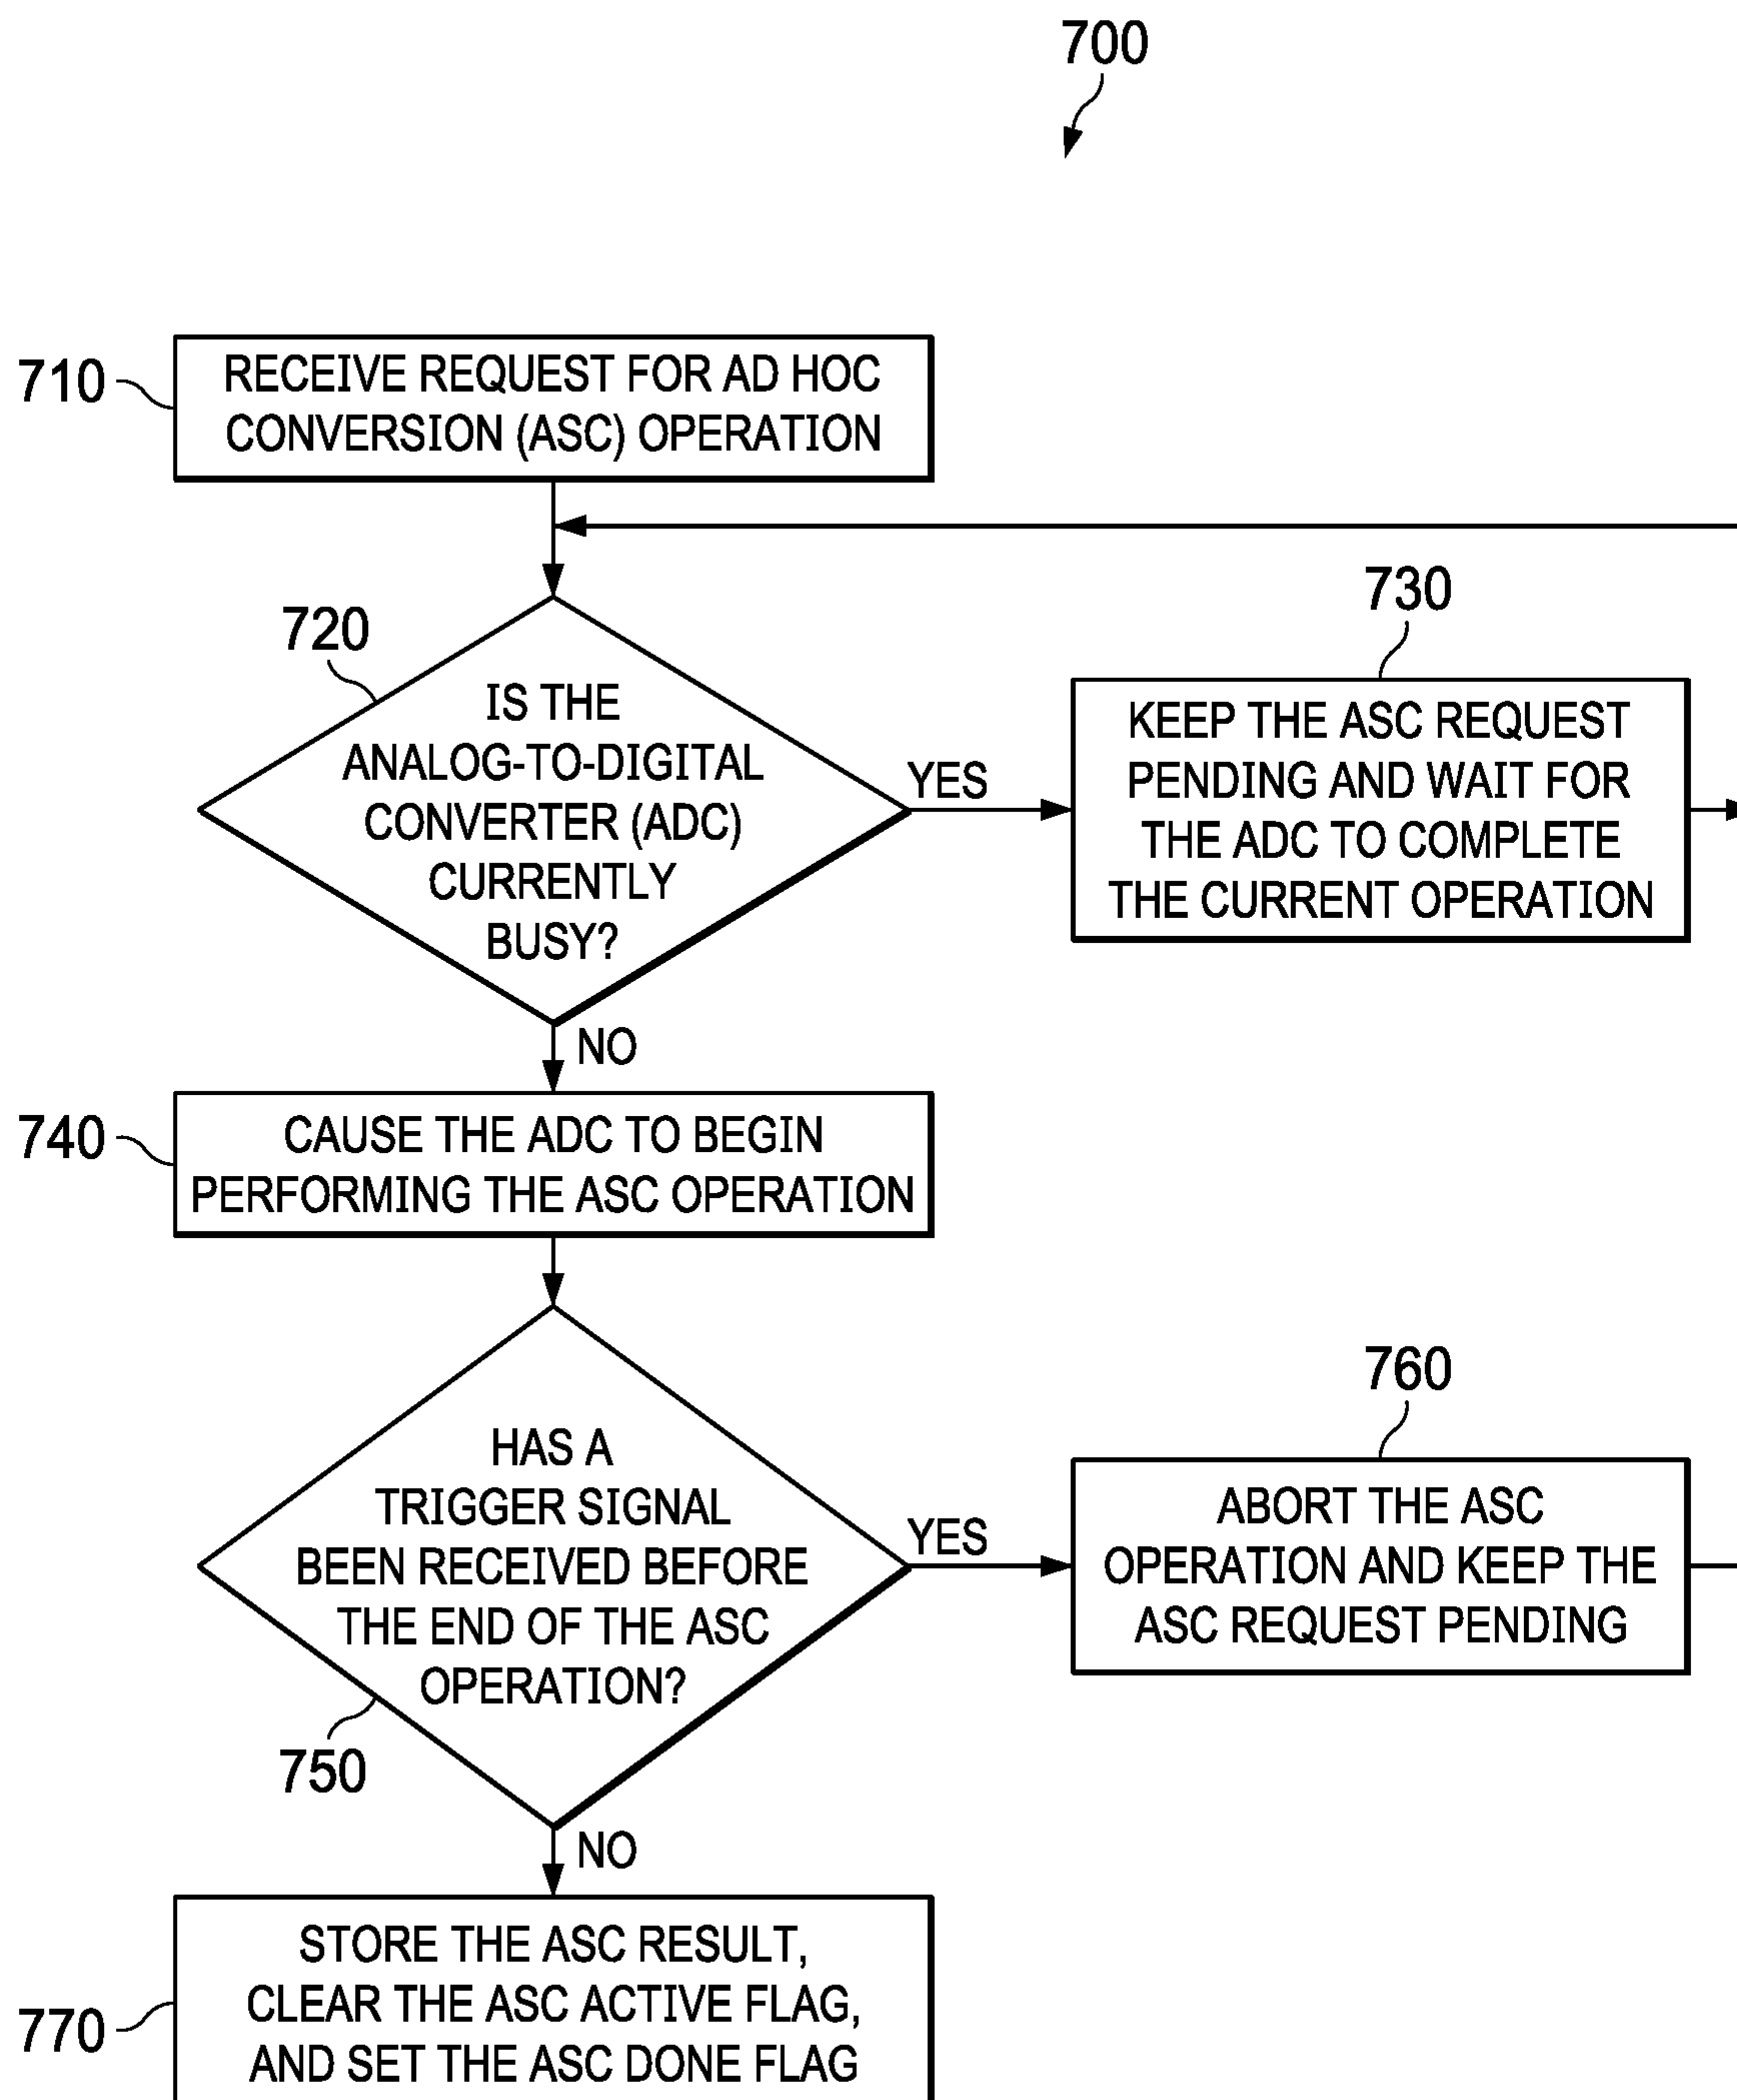 700
710
RECEIVE REQUEST FOR AD HOC
CONVERSION (ASC) OPERATION
720
IS THE
ANALOG-TO-DIGITAL
CONVERTER (ADC)
CURRENTLY
BUSY?
YES
730
KEEP THE ASC REQUEST
PENDING AND WAIT FOR
THE ADC TO COMPLETE
THE CURRENT OPERATION
NO
740
CAUSE THE ADC TO BEGIN
PERFORMING THE ASC OPERATION
HAS A
TRIGGER SIGNAL
BEEN RECEIVED BEFORE
THE END OF THE ASC
OPERATION?
750
YES
760
ABORT THE ASC
OPERATION AND KEEP THE
ASC REQUEST PENDING
NO
770
STORE THE ASC RESULT,
CLEAR THE ASC ACTIVE FLAG,
AND SET THE ASC DONE FLAG